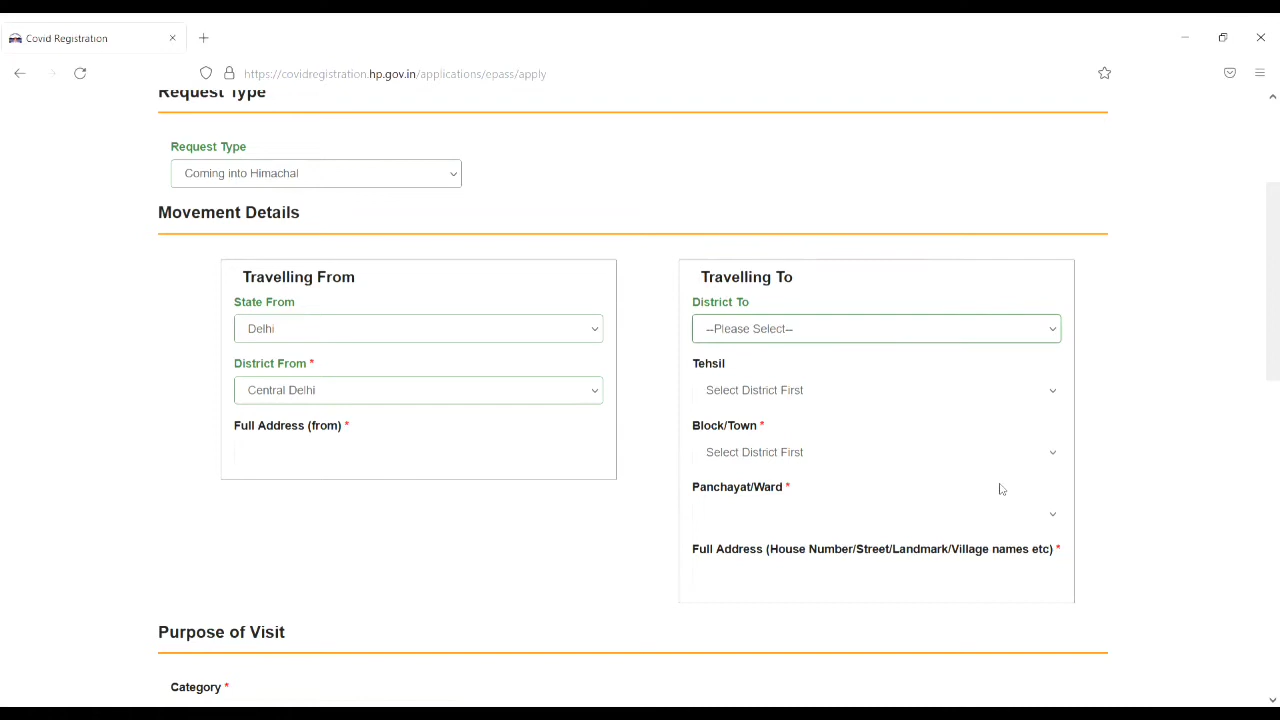 Covid Registration
https://covidregistration.hp.gov.in/applications/epass/apply
Request Type
Request Type
Coming into Himachal
Movement Details
Travelling From
State From
Delhi
District From *
Central Delhi
Full Address (from) *
Travelling To
District To
--Please Select--
Tehsil
Select District First
Block/Town *
Select District First
Panchayat/Ward *
Full Address (House Number/Street/Landmark/Village names etc) *
Purpose of Visit
Category *